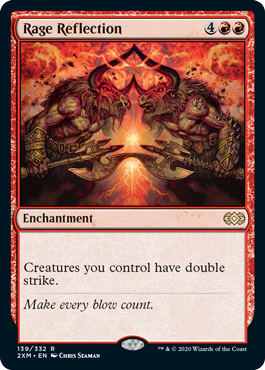 Rage Reflection 4
Enchantment
Creatures you control have double
strike.
Make every blow count.
139/332 R
2XM • EN Chris Seaman
™ & © 2020 Wizards of the Coast